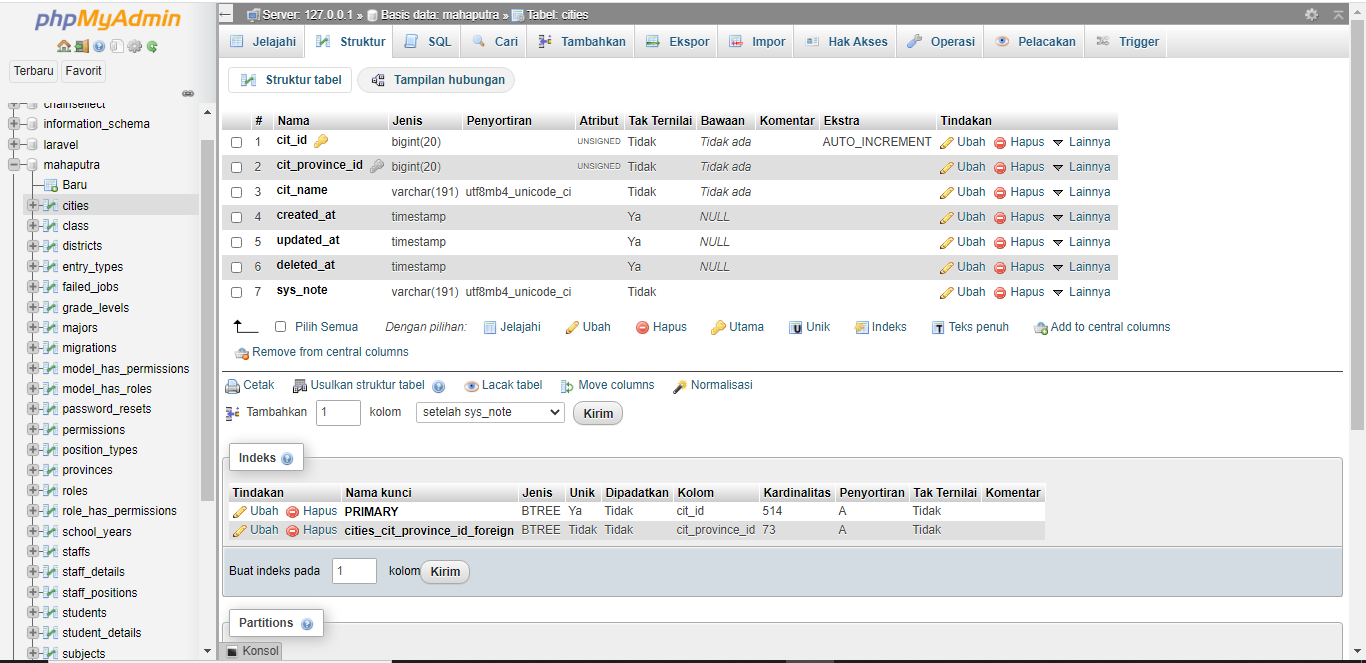 phpMyAdmin
Terbaru Favorit
chainselect
information_schema
laravel
mahaputra
Baru
cities
class
districts
entry_types
failed_jobs
grade_levels
majors
migrations
model_has_permissions
model_has_roles
password_resets
permissions
position_types
provinces
roles
role_has_permissions
school_years
staffs
staff_details
staff_positions
students
student_details
subjects
Server: 127.0.0.1 » Basis data: mahaputra » Tabel: cities
Jelajahi Struktur SQL Cari Tambahkan Ekspor Impor Hak Akses Operasi Pelacakan Trigger
Struktur tabel Tampilan hubungan
# Nama Jenis Penyortiran Atribut Tak Ternilai Bawaan Komentar Ekstra Tindakan
1 cit_id bigint(20) UNSIGNED Tidak Tidak ada AUTO_INCREMENT Ubah Hapus Lainnya
2 cit_province_id bigint(20) UNSIGNED Tidak Tidak ada Ubah Hapus Lainnya
3 cit_name varchar(191) utf8mb4_unicode_ci Tidak Tidak ada Ubah Hapus Lainnya
4 created_at timestamp Ya NULL Ubah Hapus Lainnya
5 updated_at timestamp Ya NULL Ubah Hapus Lainnya
6 deleted_at timestamp Ya NULL Ubah Hapus Lainnya
7 sys_note varchar(191) utf8mb4_unicode_ci Tidak Ubah Hapus Lainnya
Pilih Semua Dengan pilihan: Jelajahi Ubah Hapus Utama Unik Indeks Teks penuh Add to central columns
Remove from central columns
Cetak Usulkan struktur tabel Lacak tabel Move columns Normalisasi
Tambahkan 1 kolom setelah sys_note Kirim
Indeks
Tindakan Nama kunci Jenis Unik Dipadatkan Kolom Kardinalitas Penyortiran Tak Ternilai Komentar
Ubah Hapus PRIMARY BTREE Ya Tidak cit_id 514 A Tidak
Ubah Hapus cities_cit_province_id_foreign BTREE Tidak Tidak cit_province_id 73 A Tidak
Buat indeks pada 1 kolom Kirim
Partitions
Konsol